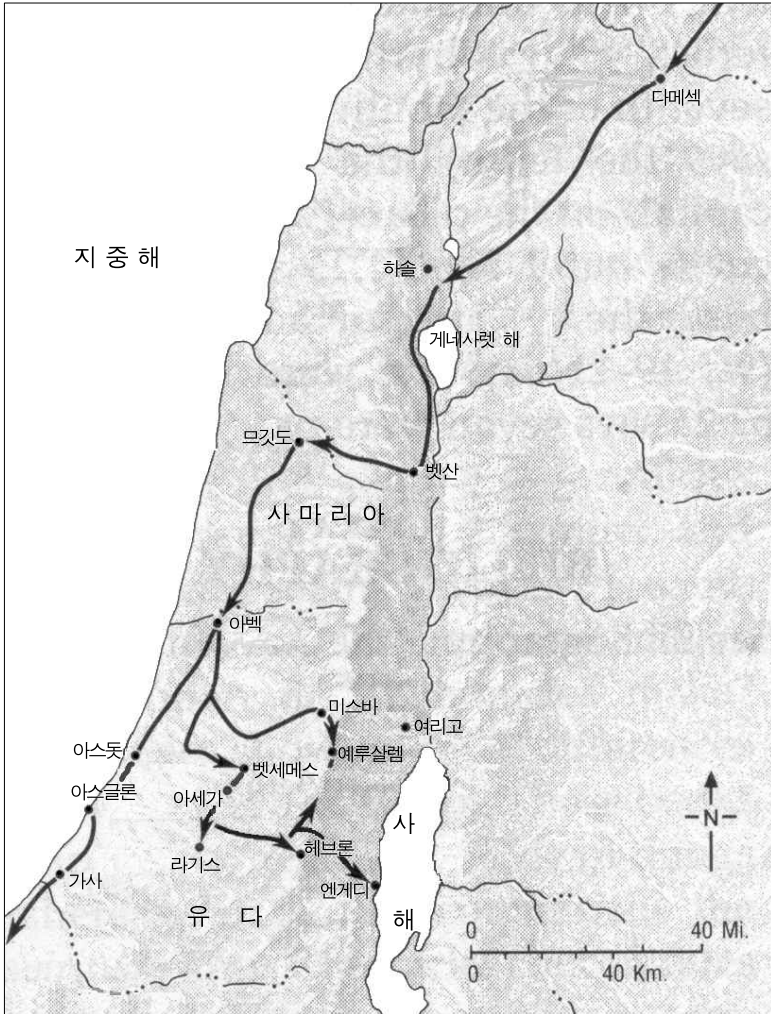 다메섹
지 중 해
하솔
게네사렛 해
므깃도
벳산
사 마 리 아
아벡
미스바
여리고
아스돗
예루살렘
벳세메스
아세가
아스글론
사
N
라기스
헤브론
가사
엔게디
유 다
해
0 40 Mi.
0 40 Km.